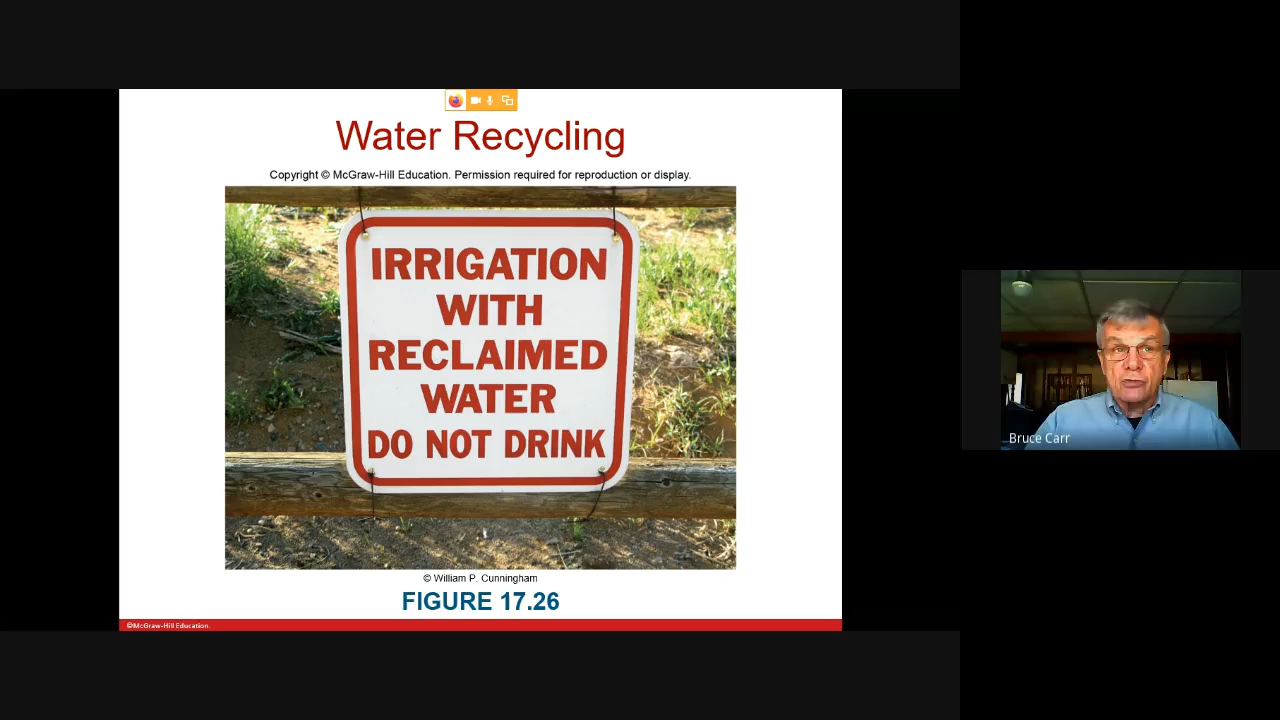 Water Recycling
Copyright © McGraw-Hill Education. Permission required for reproduction or display.
IRRIGATION
WITH
RECLAIMED
WATER
DO NOT DRINK
© William P. Cunningham
FIGURE 17.26
©McGraw-Hill Education.
Bruce Carr